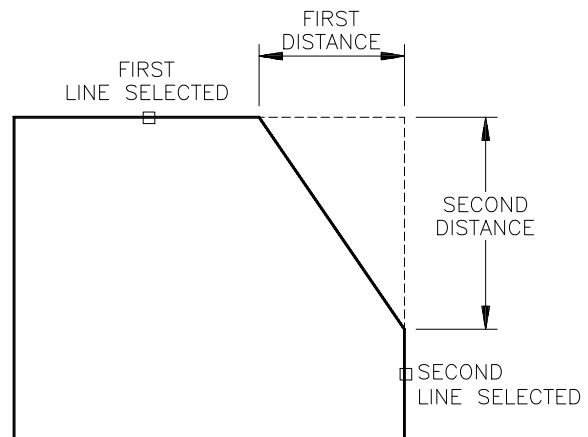 FIRST
DISTANCE
FIRST
LINE SELECTED
SECOND
DISTANCE
SECOND
LINE SELECTED